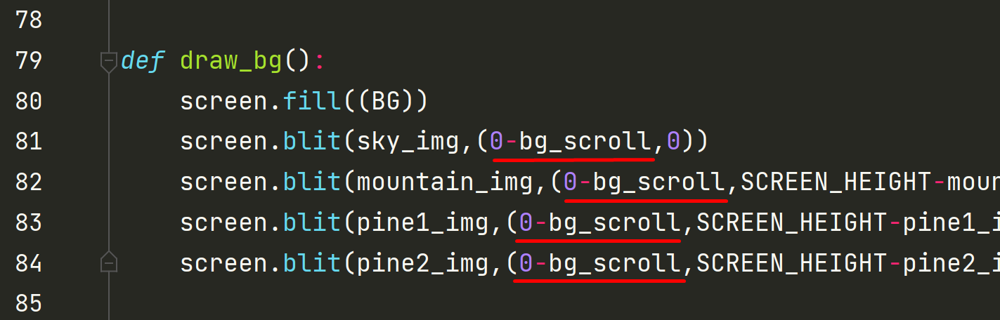 78
79 def draw_bg():
80 screen.fill((BG))
81 screen.blit(sky_img,(0-bg_scroll,0))
82 screen.blit(mountain_img,(0-bg_scroll,SCREEN_HEIGHT-moun
83 screen.blit(pine1_img,(0-bg_scroll,SCREEN_HEIGHT-pine1_i
84 screen.blit(pine2_img,(0-bg_scroll,SCREEN_HEIGHT-pine2_i
85